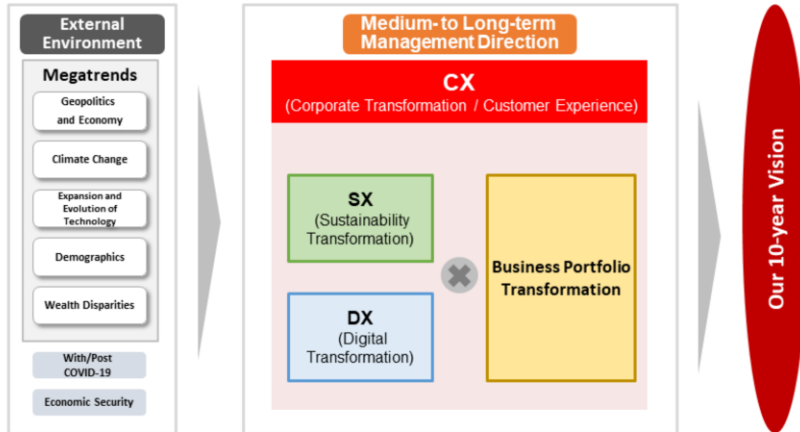 External
Environment
Megatrends
Geopolitics
and Economy
Climate Change
Expansion and
Evolution of
Technology
Demographics
Wealth Disparities
With/Post
COVID-19
Economic Security
Medium- to Long-term
Management Direction
CX
(Corporate Transformation / Customer Experience)
SX
(Sustainability
Transformation)
DX
(Digital
Transformation)
Business Portfolio
Transformation
Our 10-year Vision